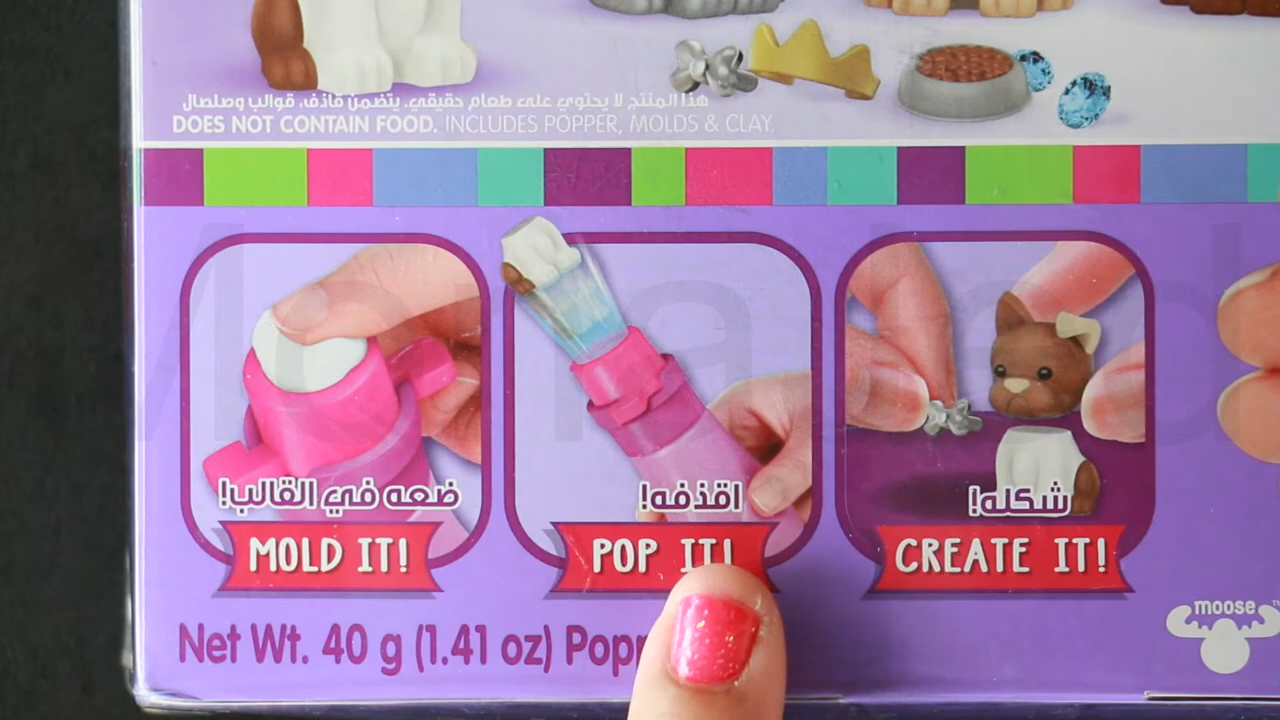 هذا المنتج لا يحتوي على طعام حقيقي. يتضمن قاذف، قوالب وصلصال
DOES NOT CONTAIN FOOD. INCLUDES POPPER, MOLDS & CLAY.
ضعه في القالب!
MOLD IT!
اقذفه!
POP IT!
شكله!
CREATE IT!
moose TM
Net Wt. 40 g (1.41 oz)